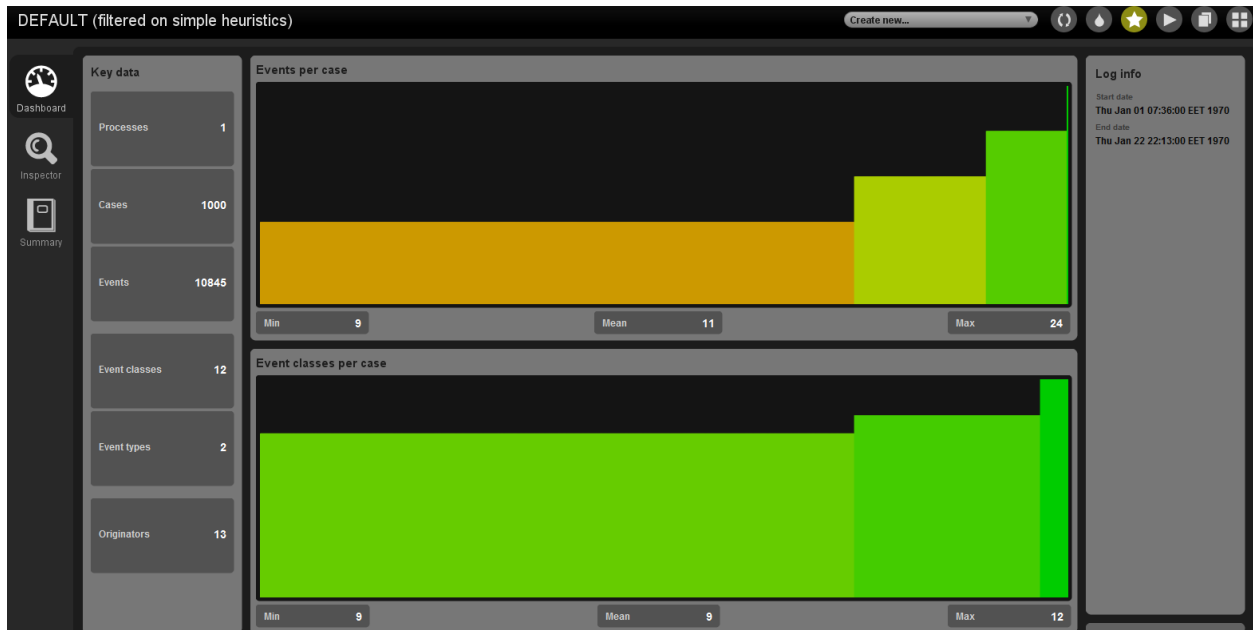 DEFAULT (filtered on simple heuristics)
Create new...
Dashboard
Inspector
Summary
Key data
Processes 1
Cases 1000
Events 10845
Event classes 12
Event types 2
Originators 13
Events per case
Min 9 Mean 11 Max 24
Event classes per case
Min 9 Mean 9 Max 12
Log info
Start date
Thu Jan 01 07:36:00 EET 1970
End date
Thu Jan 22 22:13:00 EET 1970